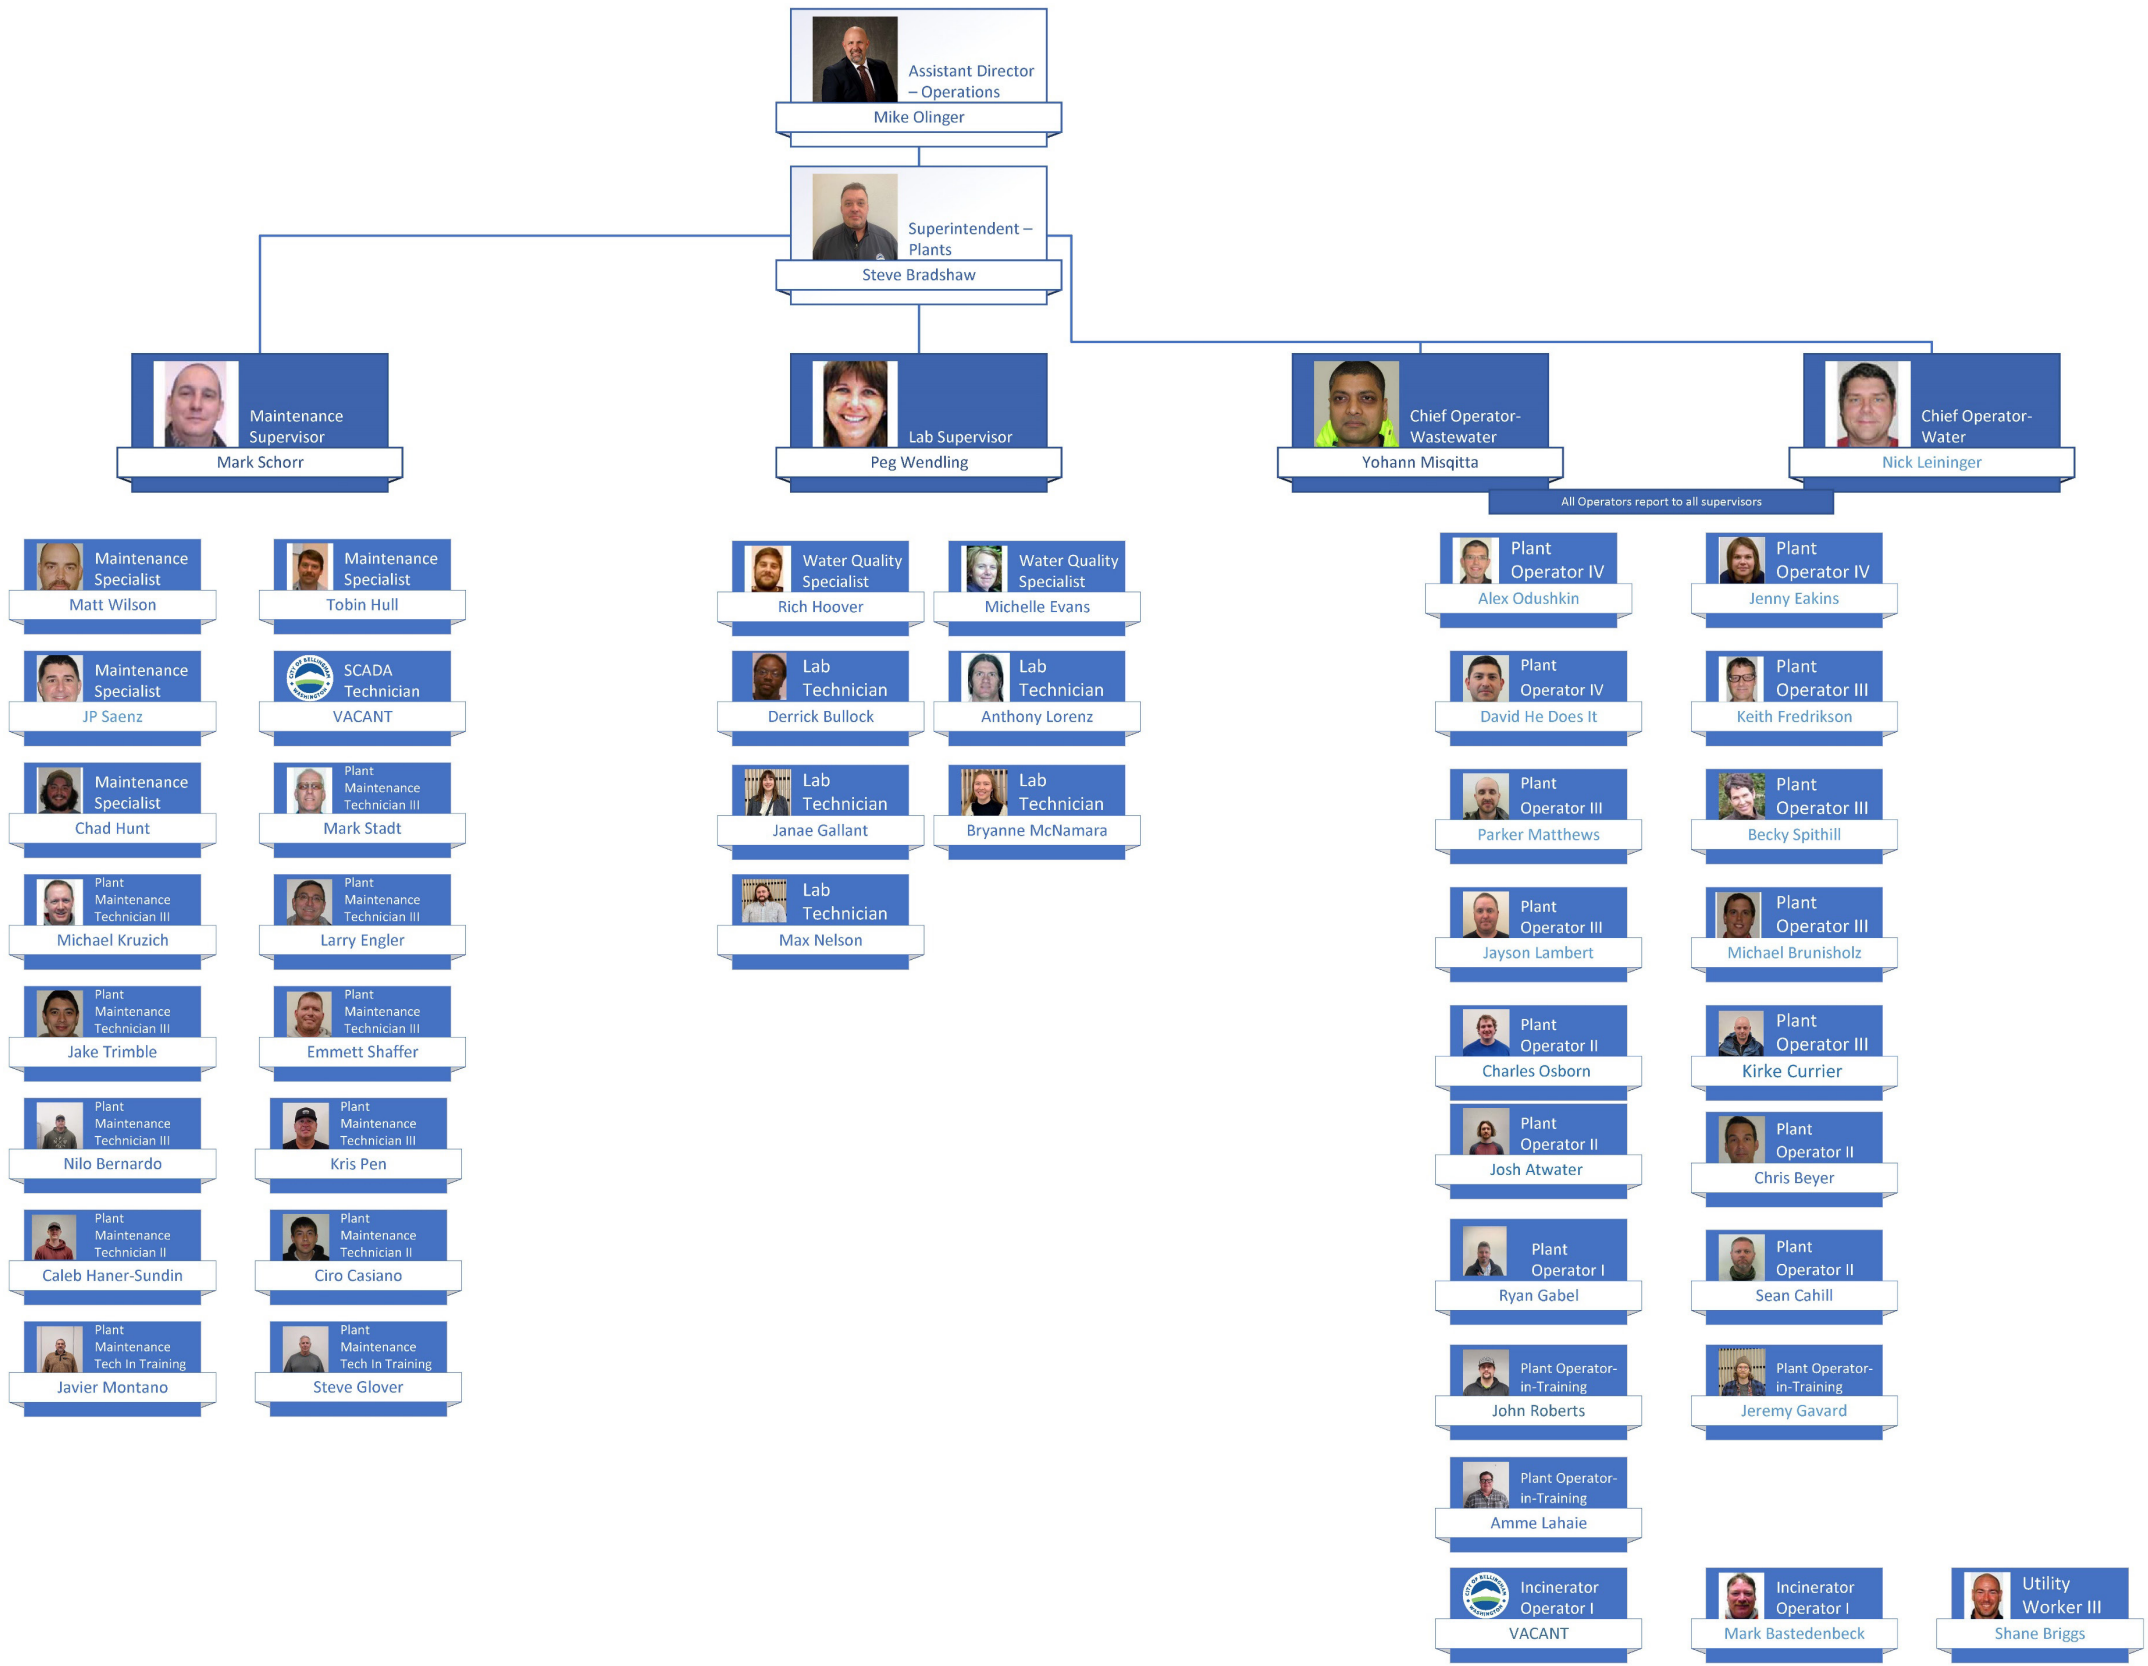 Assistant Director
– Operations
Mike Olinger
Superintendent –
Plants
Steve Bradshaw
Maintenance
Supervisor
Mark Schorr
Lab Supervisor
Peg Wendling
Chief Operator-
Wastewater
Yohann Misqitta
Chief Operator-
Water
Nick Leininger
All Operators report to all supervisors
Maintenance
Specialist
Matt Wilson
Maintenance
Specialist
Tobin Hull
Maintenance
Specialist
JP Saenz
CITY OF BELLINGHAM
WASHINGTON
SCADA
Technician
VACANT
Maintenance
Specialist
Chad Hunt
Plant
Maintenance
Technician III
Mark Stadt
Plant
Maintenance
Technician III
Michael Kruzich
Plant
Maintenance
Technician III
Larry Engler
Plant
Maintenance
Technician III
Jake Trimble
Plant
Maintenance
Technician III
Emmett Shaffer
Plant
Maintenance
Technician III
Nilo Bernardo
Plant
Maintenance
Technician III
Kris Pen
Plant
Maintenance
Technician II
Caleb Haner-Sundin
Plant
Maintenance
Technician II
Ciro Casiano
Plant
Maintenance
Tech In Training
Javier Montano
Plant
Maintenance
Tech In Training
Steve Glover
Water Quality
Specialist
Rich Hoover
Water Quality
Specialist
Michelle Evans
Lab
Technician
Derrick Bullock
Lab
Technician
Anthony Lorenz
Lab
Technician
Janae Gallant
Lab
Technician
Bryanne McNamara
Lab
Technician
Max Nelson
Plant
Operator IV
Alex Odushkin
Plant
Operator IV
Jenny Eakins
Plant
Operator IV
David He Does It
Plant
Operator III
Keith Fredrikson
Plant
Operator III
Parker Matthews
Plant
Operator III
Becky Spithill
Plant
Operator III
Jayson Lambert
Plant
Operator III
Michael Brunisholz
Plant
Operator II
Charles Osborn
Plant
Operator III
Kirke Currier
Plant
Operator II
Josh Atwater
Plant
Operator II
Chris Beyer
Plant
Operator I
Ryan Gabel
Plant
Operator II
Sean Cahill
Plant Operator-
in-Training
John Roberts
Plant Operator-
in-Training
Jeremy Gavard
Plant Operator-
in-Training
Amme Lahaie
CITY OF BELLINGHAM
WASHINGTON
Incinerator
Operator I
VACANT
Incinerator
Operator I
Mark Bastedenbeck
Utility
Worker III
Shane Briggs